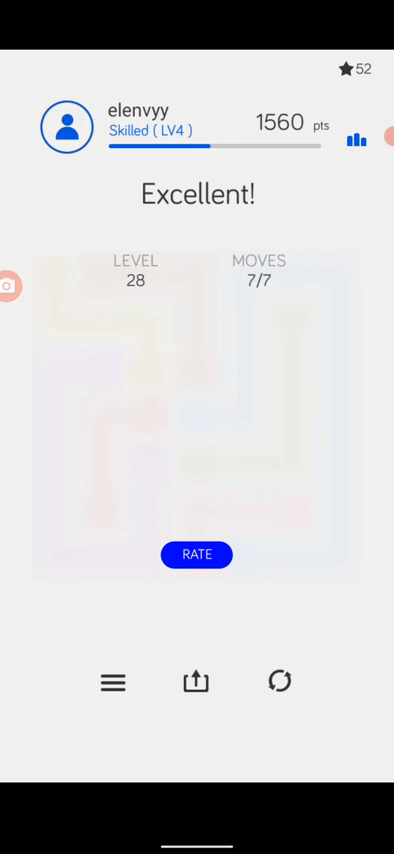 52
elenvyy
Skilled ( LV4 )
1560 pts
Excellent!
LEVEL
28
MOVES
7/7
RATE